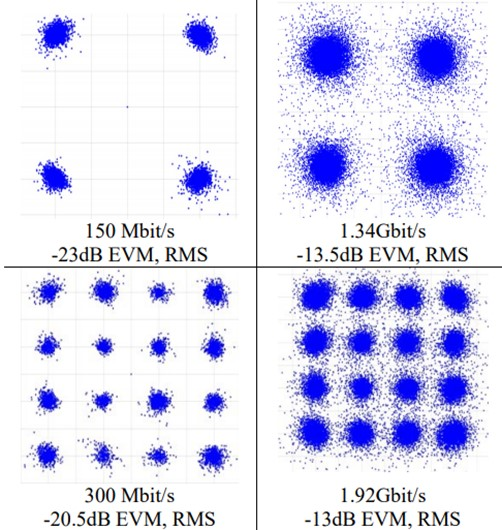 150 Mbit/s
-23dB EVM, RMS
1.34Gbit/s
-13.5dB EVM, RMS
300 Mbit/s
-20.5dB EVM, RMS
1.92Gbit/s
-13dB EVM, RMS